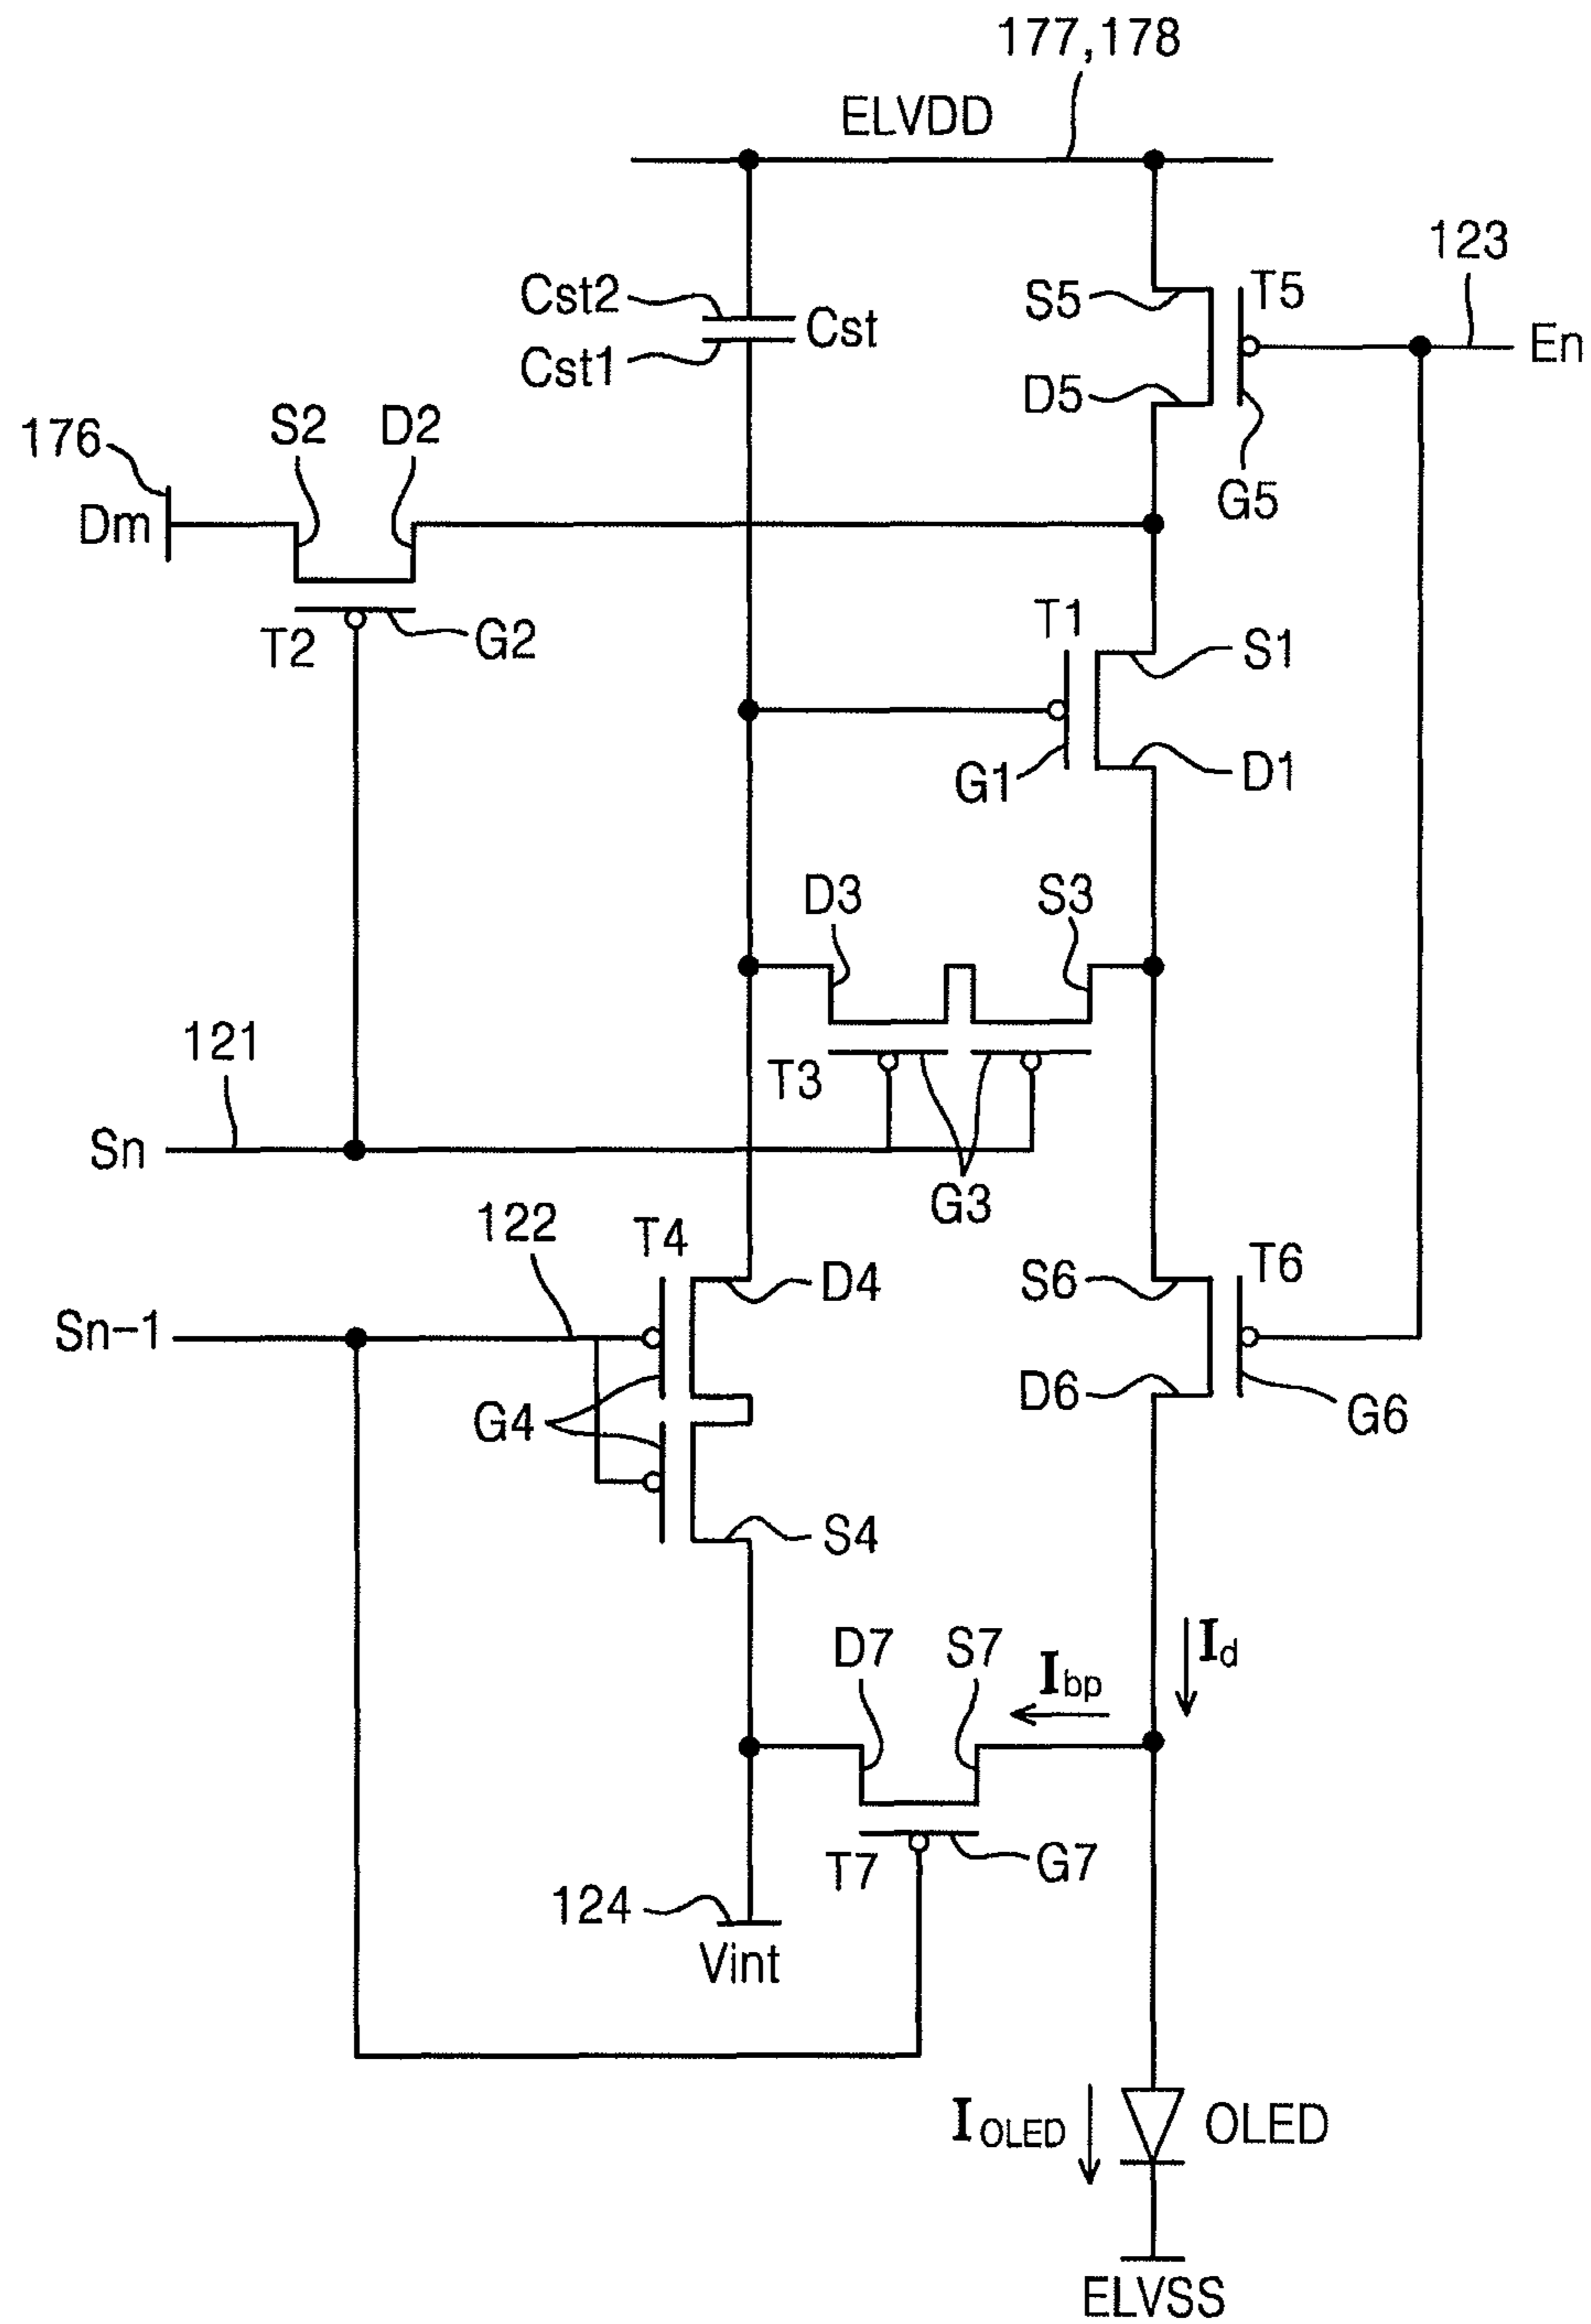 177,178
ELVDD
123
Cst2
Cst
Cst1
S5
T5
En
D5
G5
176
S2
D2
Dm
T2
G2
T1
S1
G1
D1
D3
S3
121
T3
Sn
G3
122
T4
D4
S6
T6
Sn-1
D6
G4
G6
S4
D7
S7
Ibp
Id
T7
G7
124
Vint
IOLED
OLED
ELVSS